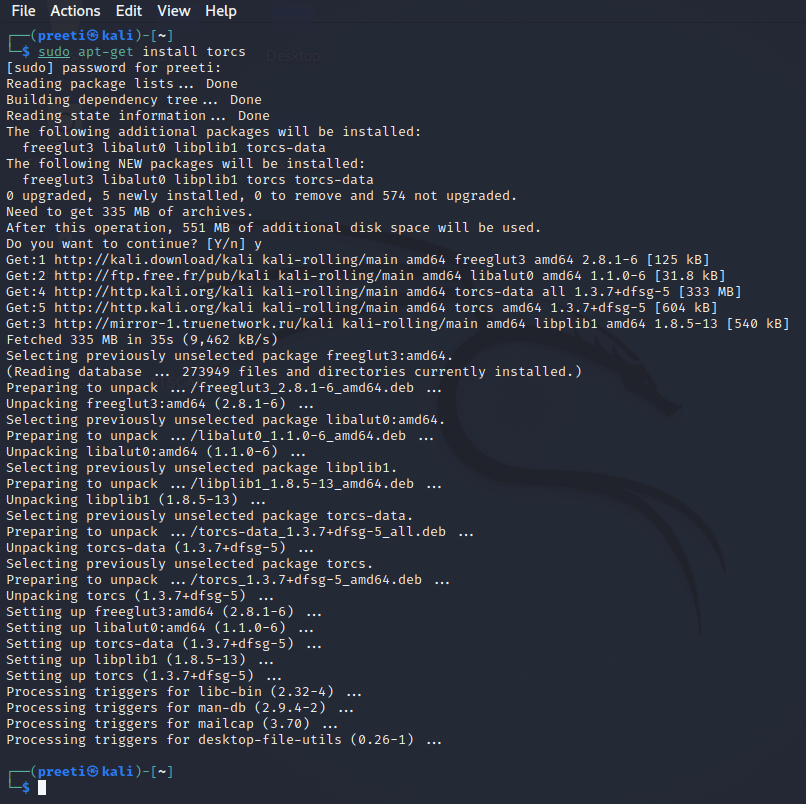 File Actions Edit View Help
┌──(preeti㉿kali)-[~]
└─$ sudo apt-get install torcs
[sudo] password for preeti:
Reading package lists... Done
Building dependency tree... Done
Reading state information... Done
The following additional packages will be installed:
  freeglut3 libalut0 libplib1 torcs-data
The following NEW packages will be installed:
  freeglut3 libalut0 libplib1 torcs torcs-data
0 upgraded, 5 newly installed, 0 to remove and 574 not upgraded.
Need to get 335 MB of archives.
After this operation, 551 MB of additional disk space will be used.
Do you want to continue? [Y/n] y
Get:1 http://kali.download/kali kali-rolling/main amd64 freeglut3 amd64 2.8.1-6 [125 kB]
Get:2 http://ftp.free.fr/pub/kali kali-rolling/main amd64 libalut0 amd64 1.1.0-6 [31.8 kB]
Get:4 http://http.kali.org/kali kali-rolling/main amd64 torcs-data all 1.3.7+dfsg-5 [333 MB]
Get:5 http://http.kali.org/kali kali-rolling/main amd64 torcs amd64 1.3.7+dfsg-5 [604 kB]
Get:3 http://mirror-1.truenetwork.ru/kali kali-rolling/main amd64 libplib1 amd64 1.8.5-13 [540 kB]
Fetched 335 MB in 35s (9,462 kB/s)
Selecting previously unselected package freeglut3:amd64.
(Reading database ... 273949 files and directories currently installed.)
Preparing to unpack .../freeglut3_2.8.1-6_amd64.deb ...
Unpacking freeglut3:amd64 (2.8.1-6) ...
Selecting previously unselected package libalut0:amd64.
Preparing to unpack .../libalut0_1.1.0-6_amd64.deb ...
Unpacking libalut0:amd64 (1.1.0-6) ...
Selecting previously unselected package libplib1.
Preparing to unpack .../libplib1_1.8.5-13_amd64.deb ...
Unpacking libplib1 (1.8.5-13) ...
Selecting previously unselected package torcs-data.
Preparing to unpack .../torcs-data_1.3.7+dfsg-5_all.deb ...
Unpacking torcs-data (1.3.7+dfsg-5) ...
Selecting previously unselected package torcs.
Preparing to unpack .../torcs_1.3.7+dfsg-5_amd64.deb ...
Unpacking torcs (1.3.7+dfsg-5) ...
Setting up freeglut3:amd64 (2.8.1-6) ...
Setting up libalut0:amd64 (1.1.0-6) ...
Setting up torcs-data (1.3.7+dfsg-5) ...
Setting up libplib1 (1.8.5-13) ...
Setting up torcs (1.3.7+dfsg-5) ...
Processing triggers for libc-bin (2.32-4) ...
Processing triggers for man-db (2.9.4-2) ...
Processing triggers for mailcap (3.70) ...
Processing triggers for desktop-file-utils (0.26-1) ...
┌──(preeti㉿kali)-[~]
└─$